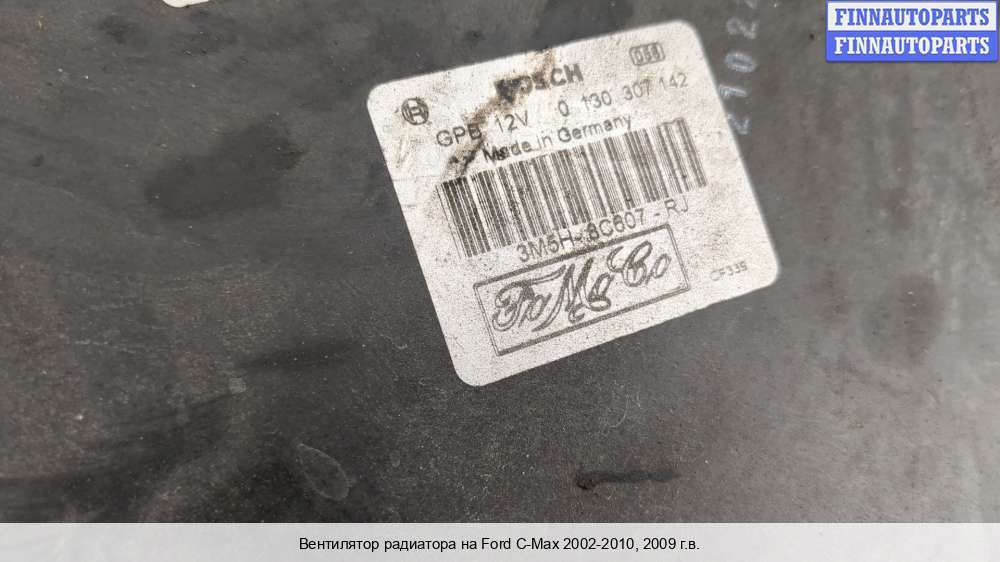 FINNAUTOPARTS
FINNAUTOPARTS
BOSCH
GPB 12V 0 130 307 142
Made in Germany
3M5H-8C607-RJ
FoMoCo
CF335
Вентилятор радиатора на Ford C-Max 2002-2010, 2009 г.в.